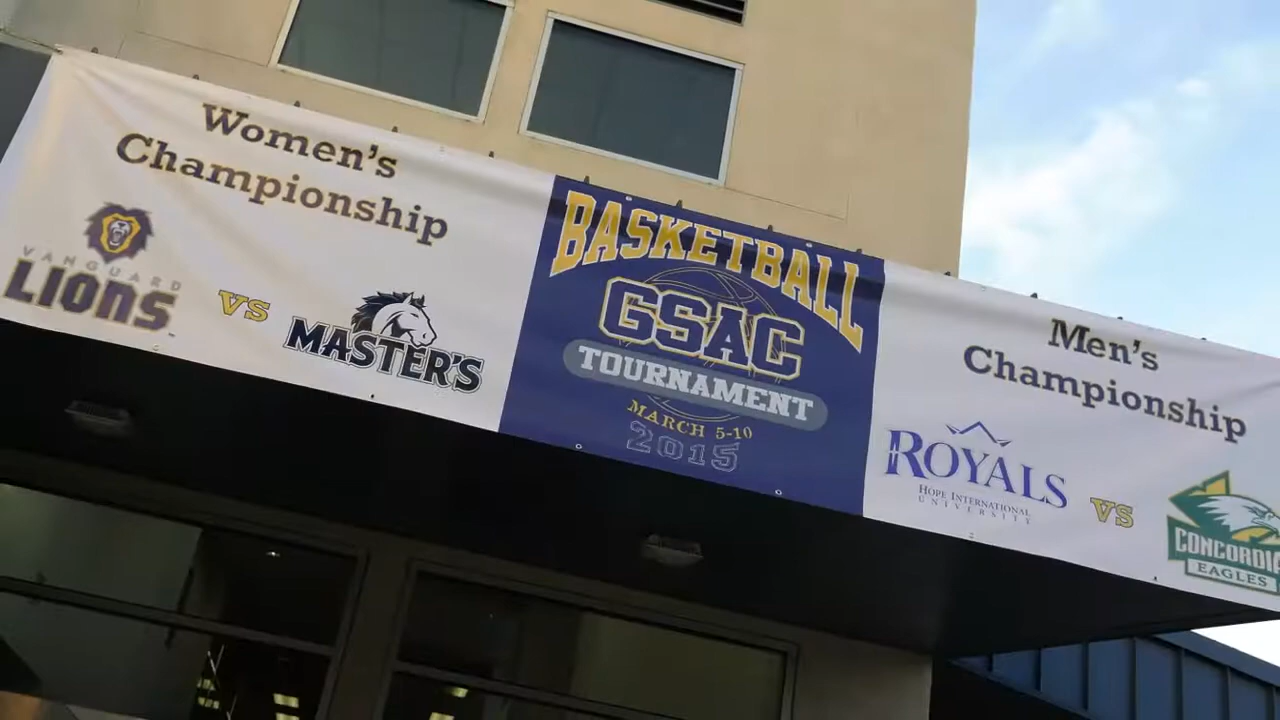 Women's
Championship
VANGUARD
LIONS
VS
MASTER'S
BASKETBALL
GSAC
TOURNAMENT
MARCH 5-10
2015
Men's
Championship
ROYALS
HOPE INTERNATIONAL
UNIVERSITY
VS
CONCORDIA
EAGLES